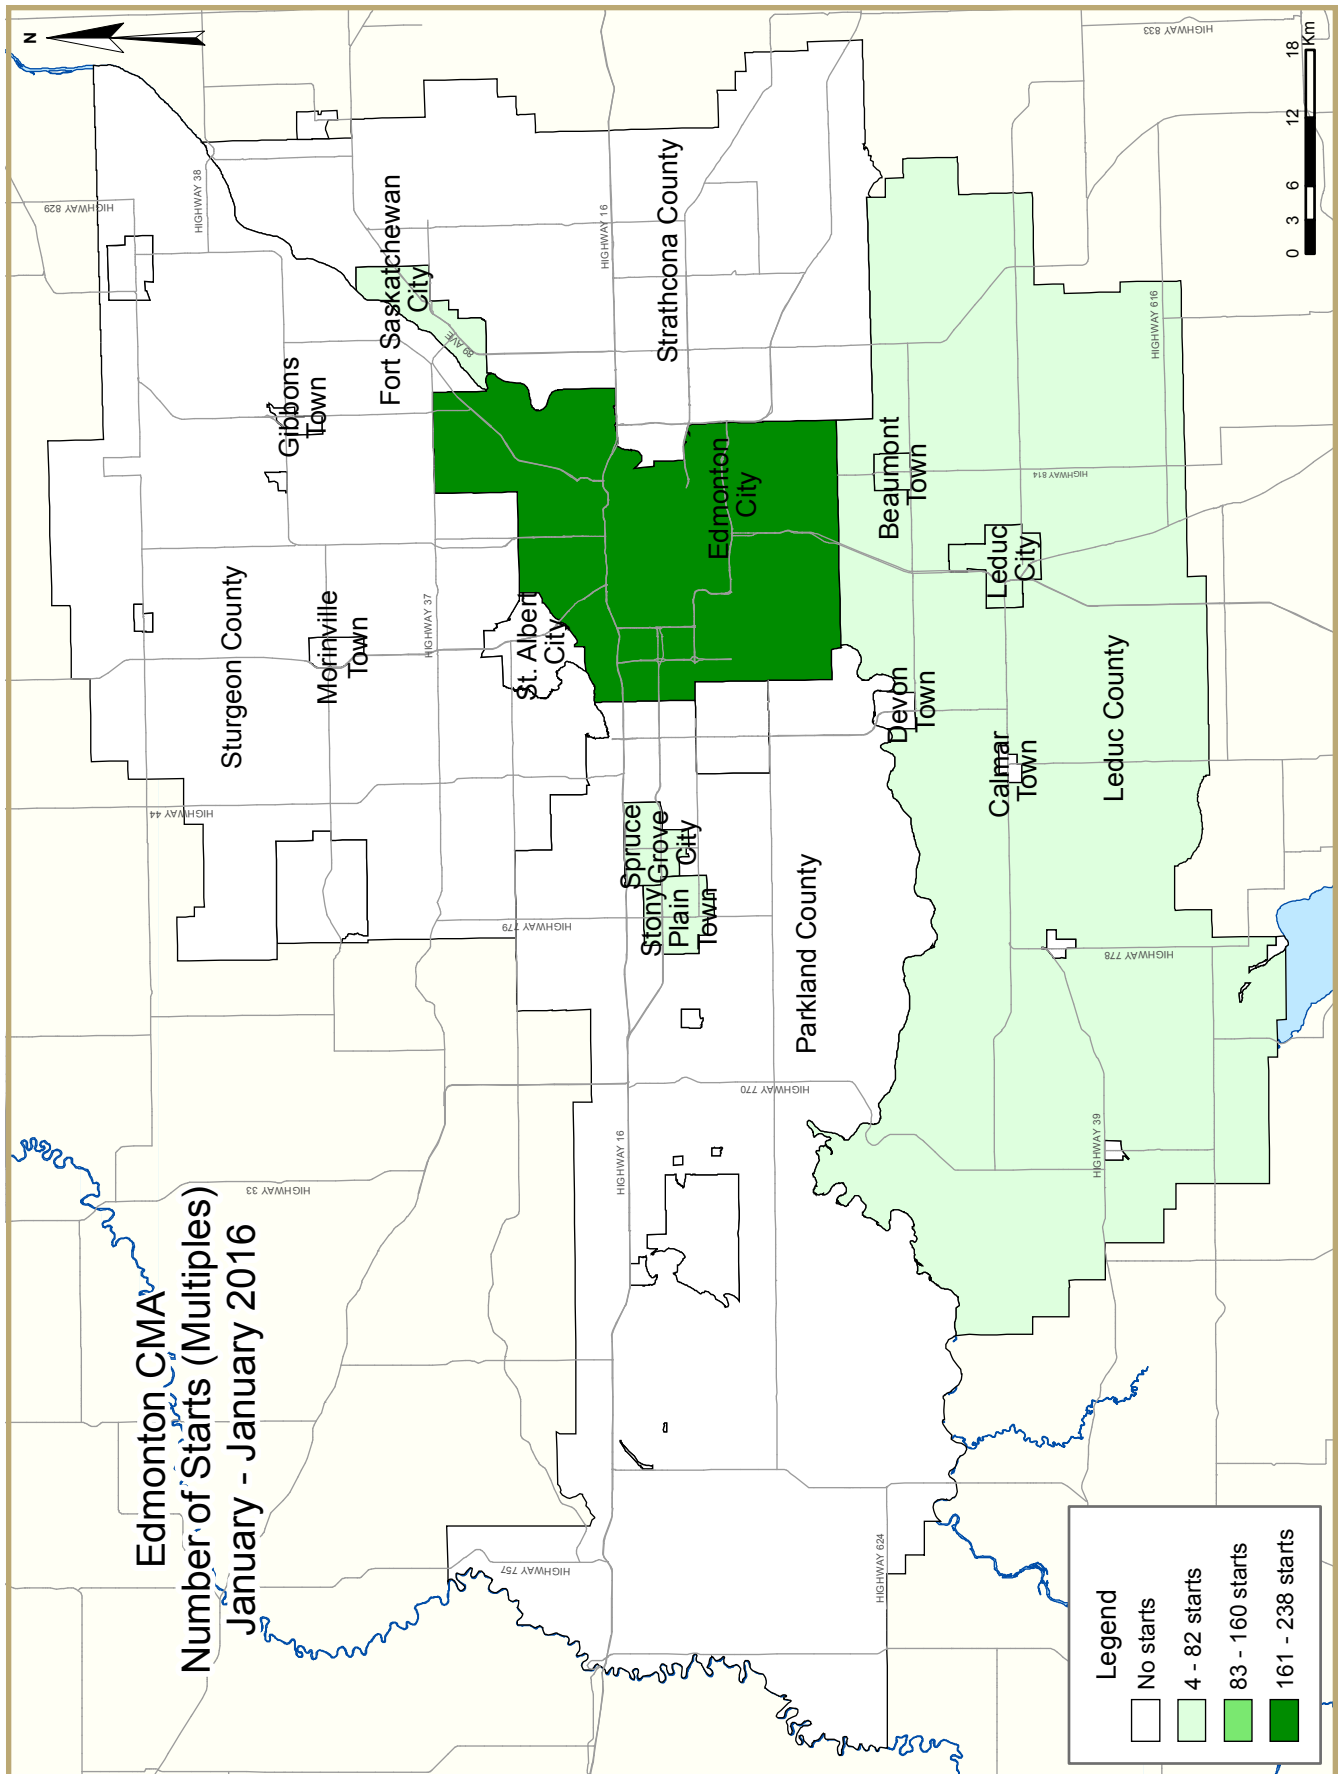 Edmonton CMA
Number of Starts (Multiples)
January - January 2016
N
HIGHWAY 829
HIGHWAY 38
HIGHWAY 833
Gibbons
Town
Fort Saskatchewan
City
89 AVE
HIGHWAY 16
Strathcona County
Sturgeon County
Morinville
Town
HIGHWAY 37
HIGHWAY 44
St. Albert
City
Edmonton
City
Beaumont
Town
HIGHWAY 814
HIGHWAY 616
Leduc
City
Devon
Town
Calmar
Town
Leduc County
Spruce
Grove
City
Stony
Plain
Town
HIGHWAY 779
Parkland County
HIGHWAY 778
HIGHWAY 770
HIGHWAY 39
HIGHWAY 33
HIGHWAY 16
HIGHWAY 757
HIGHWAY 624
Legend
No starts
4 - 82 starts
83 - 160 starts
161 - 238 starts
0 3 6 12 18
Km